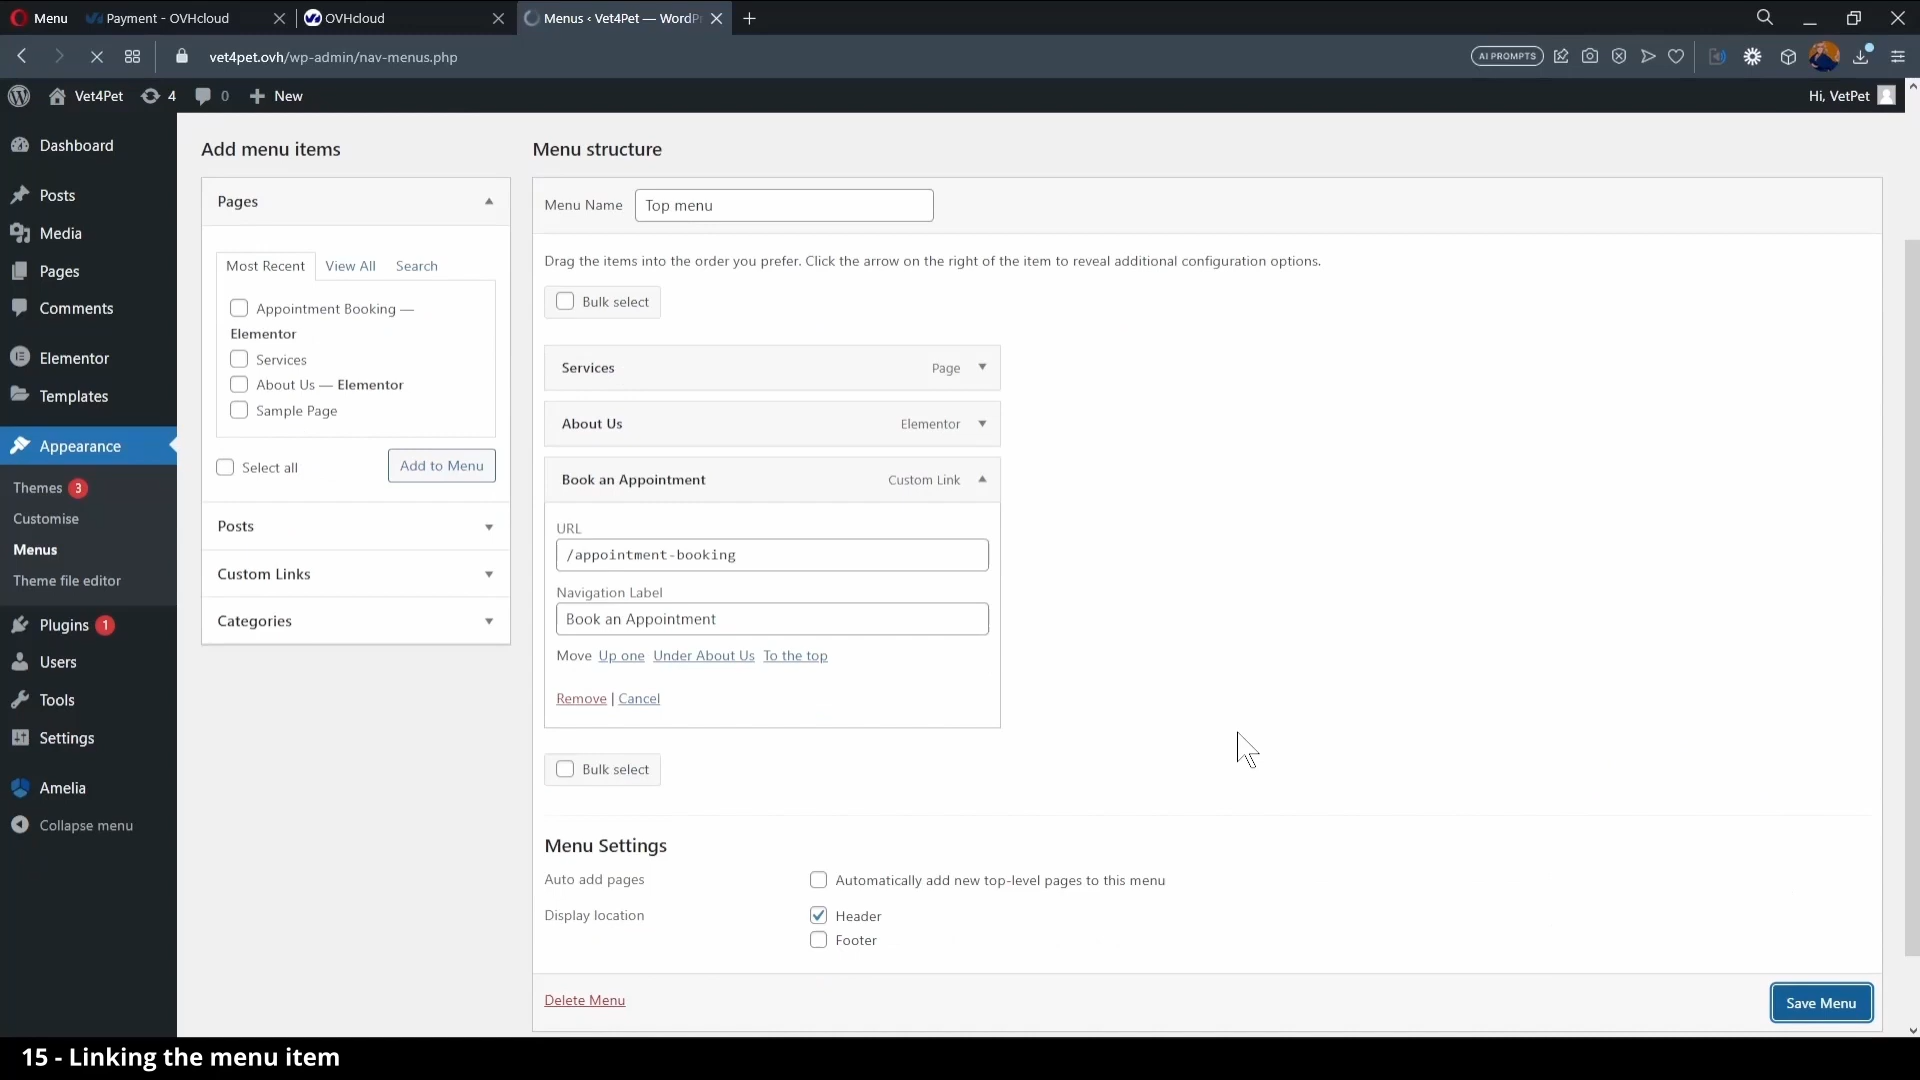 Menu
Payment - OVHcloud
OVHcloud
Menus ‹ Vet4Pet — WordP
vet4pet.ovh/wp-admin/nav-menus.php
AI PROMPTS
Vet4Pet
4
0
New
Hi, VetPet
Dashboard
Posts
Media
Pages
Comments
Elementor
Templates
Appearance
Themes 3
Customise
Menus
Theme file editor
Plugins 1
Users
Tools
Settings
Amelia
Collapse menu
Add menu items
Pages
Most Recent
View All
Search
Appointment Booking —
Elementor
Services
About Us — Elementor
Sample Page
Select all
Add to Menu
Posts
Custom Links
Categories
Menu structure
Menu Name
Top menu
Drag the items into the order you prefer. Click the arrow on the right of the item to reveal additional configuration options.
Bulk select
Services
Page
About Us
Elementor
Book an Appointment
Custom Link
URL
/appointment-booking
Navigation Label
Book an Appointment
Move Up one Under About Us To the top
Remove | Cancel
Bulk select
Menu Settings
Auto add pages
Automatically add new top-level pages to this menu
Display location
Header
Footer
Delete Menu
Save Menu
15 - Linking the menu item